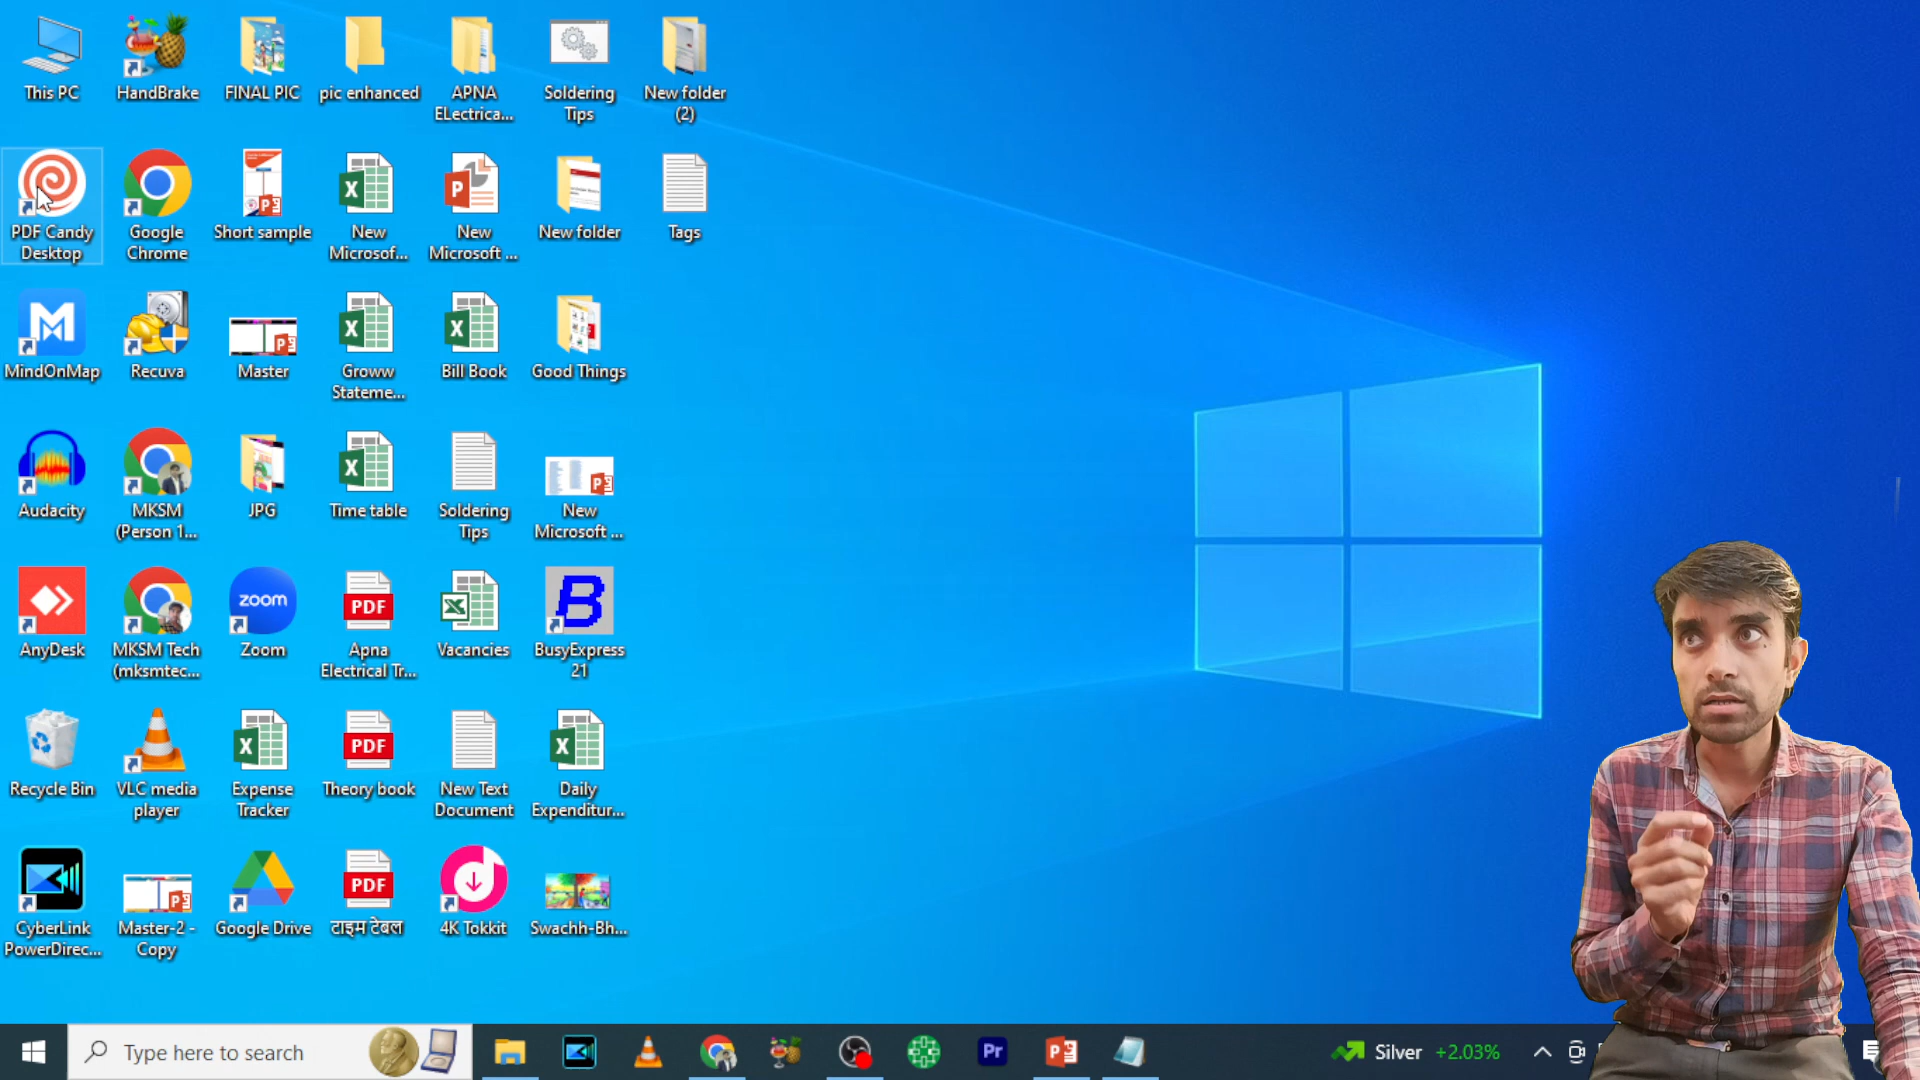 This PC
HandBrake
FINAL PIC
pic enhanced
APNA
ELectrica...
Soldering
Tips
New folder
(2)
PDF Candy
Desktop
Google
Chrome
Short sample
New
Microsof...
New
Microsoft ...
New folder
Tags
MindOnMap
Recuva
Master
Groww
Stateme...
Bill Book
Good Things
Audacity
MKSM
(Person 1...
JPG
Time table
Soldering
Tips
New
Microsoft ...
AnyDesk
MKSM Tech
(mksmtec...
zoom
Zoom
PDF
Apna
Electrical Tr...
Vacancies
BusyExpress
21
Recycle Bin
VLC media
player
Expense
Tracker
PDF
Theory book
New Text
Document
Daily
Expenditur...
CyberLink
PowerDirec...
Master-2 -
Copy
Google Drive
PDF
टाइम टेबल
4K Tokkit
Swachh-Bh...
Type here to search
Pr
Silver +2.03%